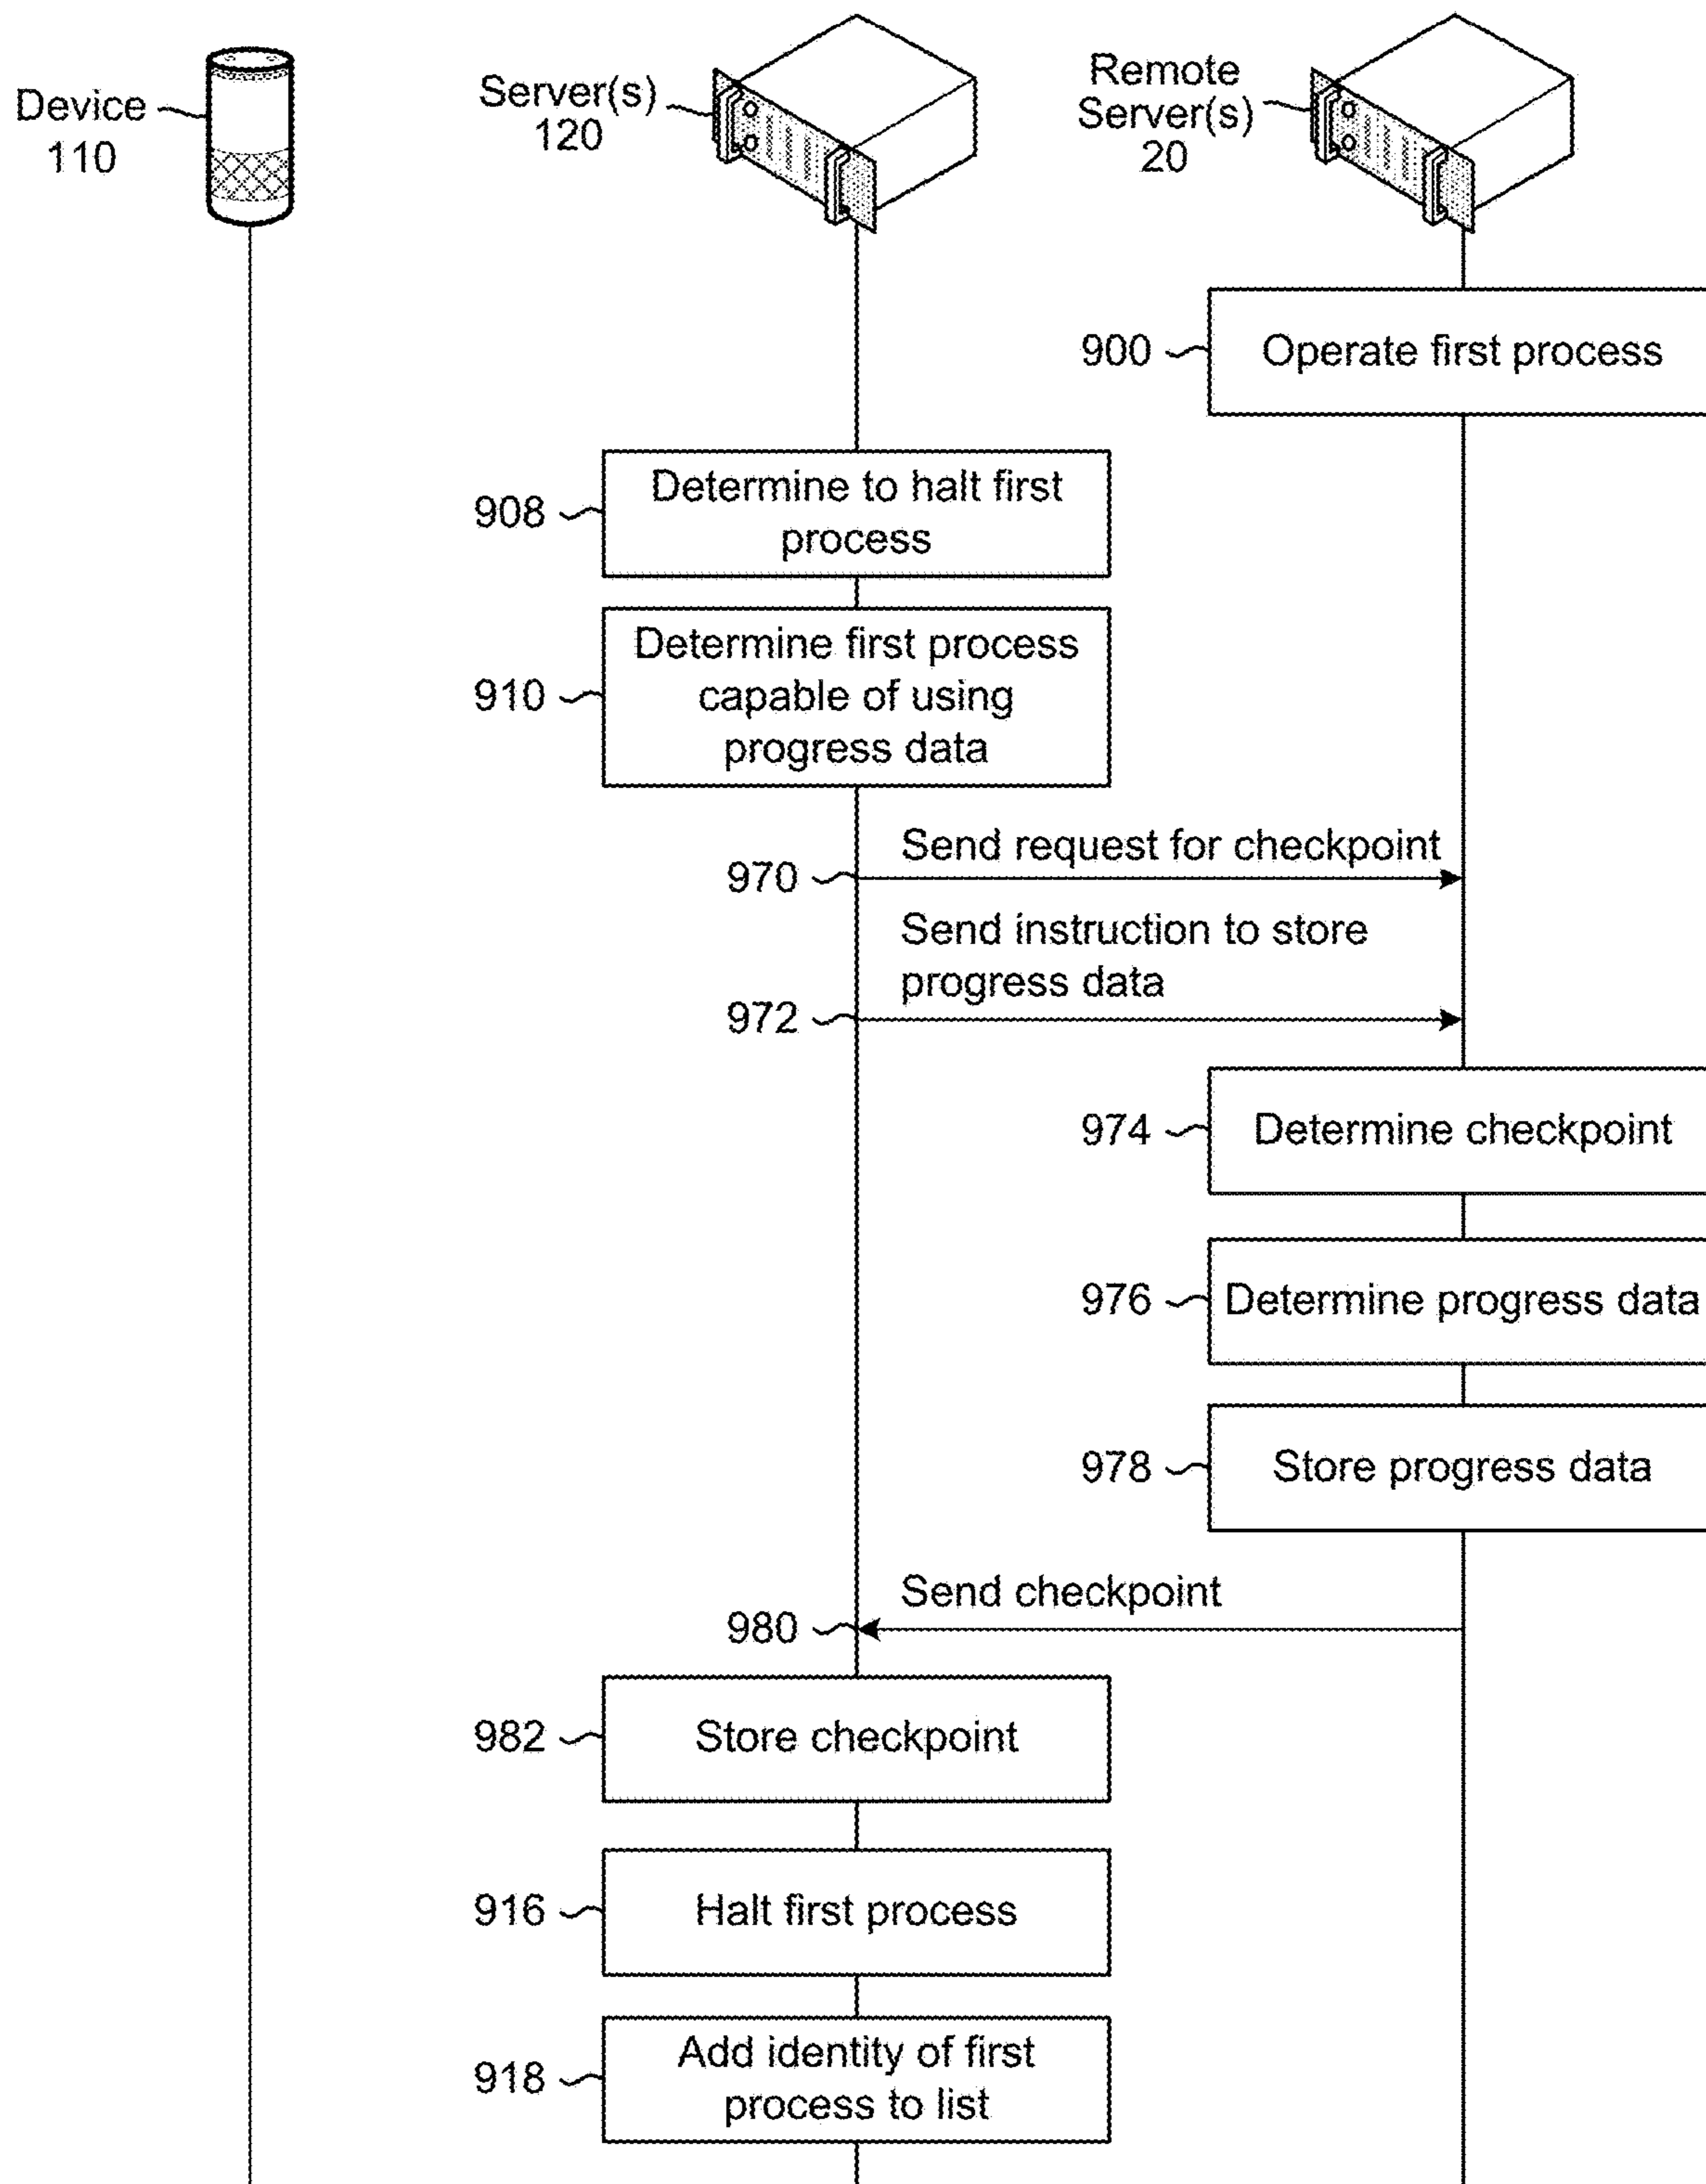 Device
110
Server(s)
120
Remote
Server(s)
20
900
Operate first process
908
Determine to halt first
process
910
Determine first process
capable of using
progress data
Send request for checkpoint
970
Send instruction to store
progress data
972
974
Determine checkpoint
976
Determine progress data
978
Store progress data
Send checkpoint
980
982
Store checkpoint
916
Halt first process
918
Add identity of first
process to list